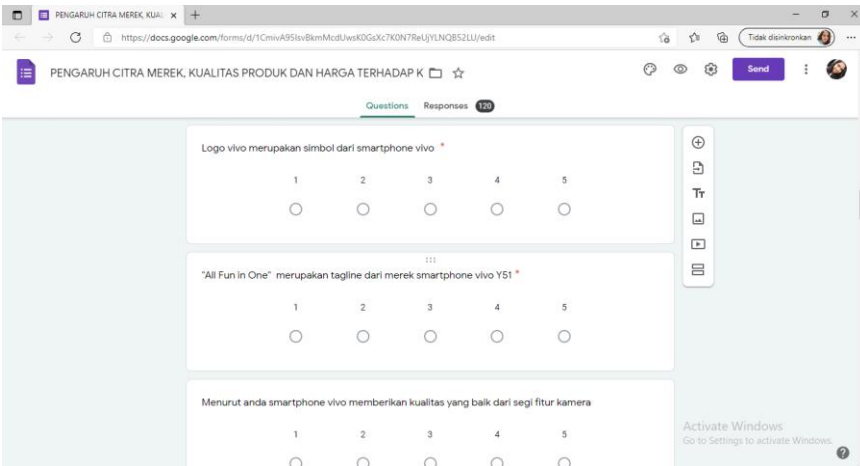 PENGARUH CITRA MEREK, KUAL
https://docs.google.com/forms/d/1CmivA95IsvBkmMcdUwsK0GsXc7K0N7ReUjYLNQB52LU/edit
Tidak disinkronkan
PENGARUH CITRA MEREK, KUALITAS PRODUK DAN HARGA TERHADAP K
Send
Questions Responses 120
Logo vivo merupakan simbol dari smartphone vivo *
1 2 3 4 5
"All Fun in One" merupakan tagline dari merek smartphone vivo Y51 *
1 2 3 4 5
Menurut anda smartphone vivo memberikan kualitas yang baik dari segi fitur kamera
1 2 3 4 5
Activate Windows
Go to Settings to activate Windows.